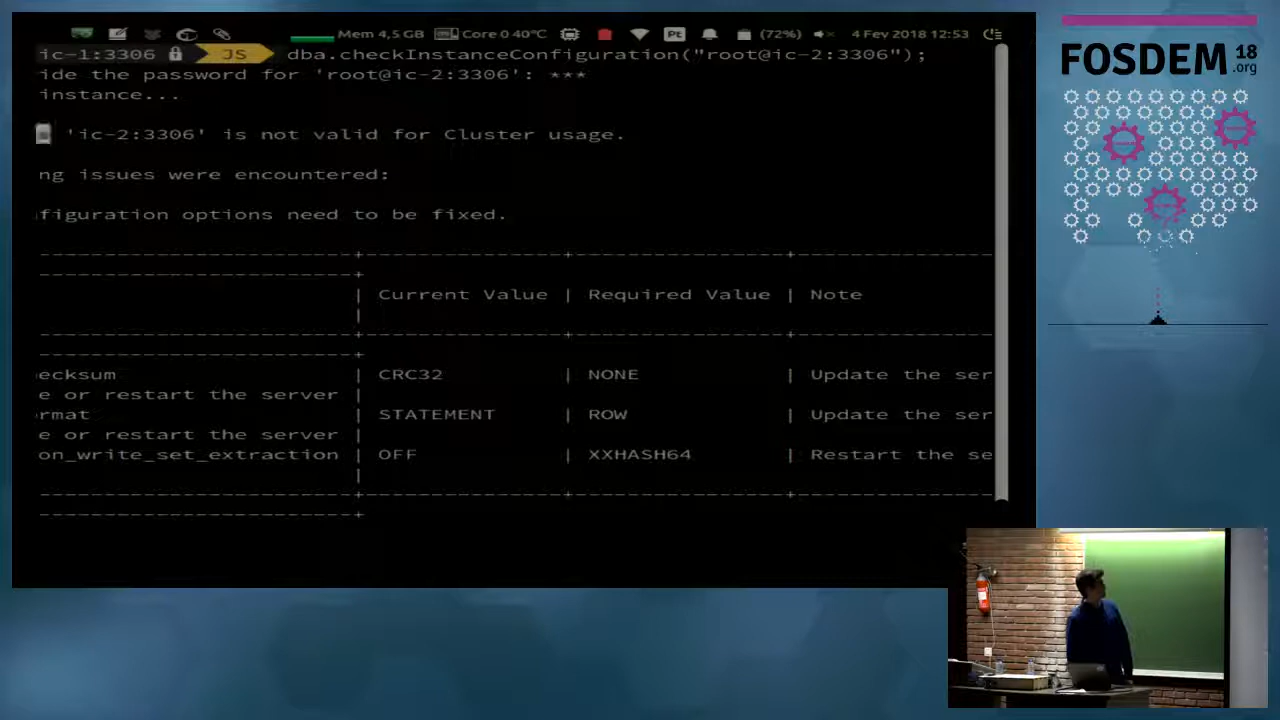 Mem 4,5 GB Core 0 40°C Pt (72%) 4 Fev 2018 12:53
ic-1:3306 JS dba.checkInstanceConfiguration("root@ic-2:3306");
ide the password for 'root@ic-2:3306': ***
instance...
'ic-2:3306' is not valid for Cluster usage.
ng issues were encountered:
figuration options need to be fixed.
| Current Value | Required Value | Note
ecksum | CRC32 | NONE | Update the ser
e or restart the server |
rmat | STATEMENT | ROW | Update the ser
e or restart the server |
on_write_set_extraction | OFF | XXHASH64 | Restart the se
FOSDEM 18
.org